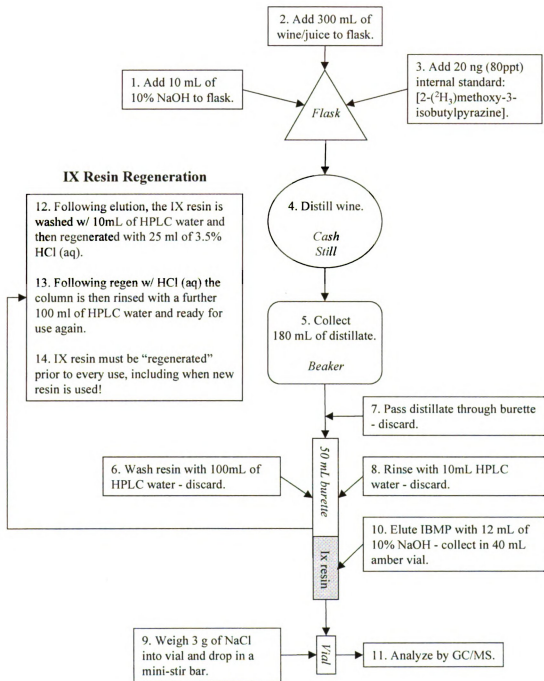 2. Add 300 mL of
wine/juice to flask.
1. Add 10 mL of
10% NaOH to flask.
3. Add 20 ng (80ppt)
internal standard:
[2-(²H₃)methoxy-3-
isobutylpyrazine].
Flask
IX Resin Regeneration
12. Following elution, the IX resin is
washed w/ 10mL of HPLC water and
then regenerated with 25 ml of 3.5%
HCl (aq).
13. Following regen w/ HCl (aq) the
column is then rinsed with a further
100 ml of HPLC water and ready for
use again.
14. IX resin must be “regenerated”
prior to every use, including when new
resin is used!
4. Distill wine.
Cash
Still
5. Collect
180 mL of distillate.
Beaker
7. Pass distillate through burette
- discard.
6. Wash resin with 100mL of
HPLC water - discard.
50 mL burette
8. Rinse with 10mL HPLC
water - discard.
10. Elute IBMP with 12 mL of
10% NaOH - collect in 40 mL
amber vial.
Ix resin
9. Weigh 3 g of NaCl
into vial and drop in a
mini-stir bar.
Vial
11. Analyze by GC/MS.